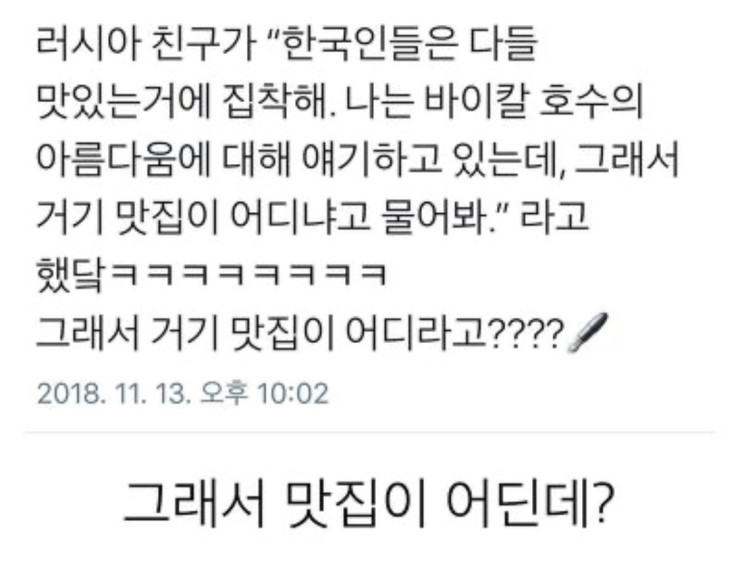 러시아 친구가 “한국인들은 다들
맛있는거에 집착해. 나는 바이칼 호수의
아름다움에 대해 얘기하고 있는데, 그래서
거기 맛집이 어디냐고 물어봐.” 라고
했닼ㅋㅋㅋㅋㅋㅋㅋㅋ
그래서 거기 맛집이 어디라고????🖋
2018. 11. 13. 오후 10:02
그래서 맛집이 어딘데?